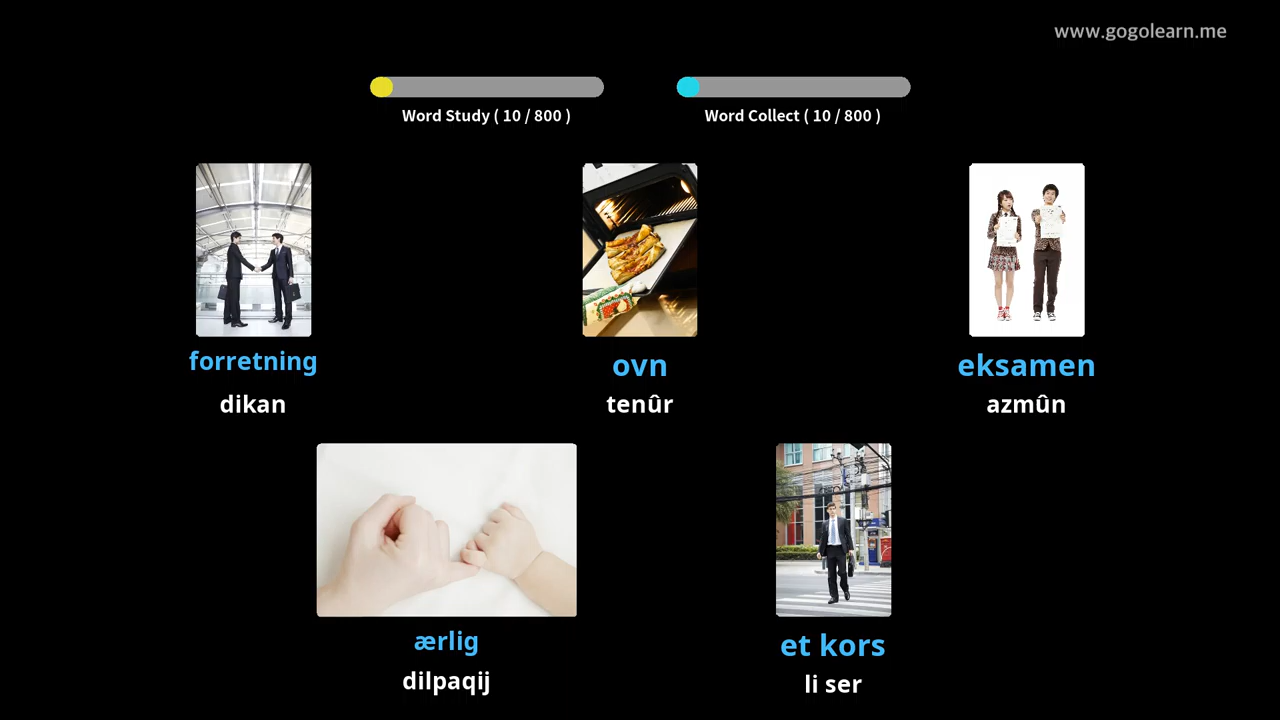 www.gogolearn.me
Word Study ( 10 / 800 )
Word Collect ( 10 / 800 )
forretning
ovn
eksamen
dikan
tenûr
azmûn
ærlig
et kors
dilpaqij
li ser